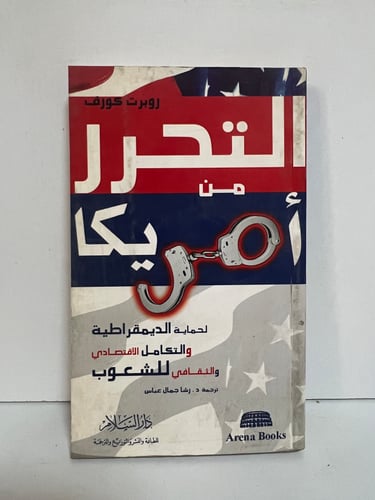 روبرت كورف
التحرر
من
أمريكا
لحماية الديمقراطية
والتكامل الاقتصادي
والثقافي للشعوب
ترجمة د. رشا جمال عباس
دار السلام
للطباعة والنشر والتوزيع والترجمة
Arena Books